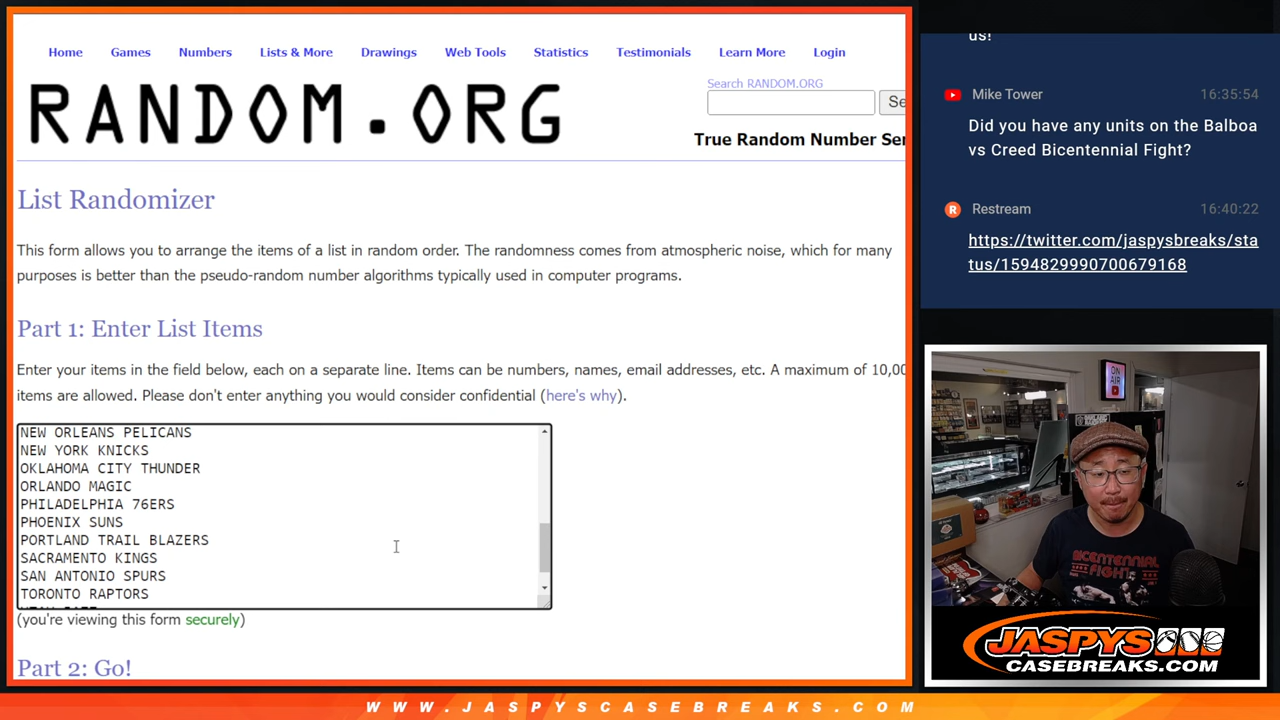 Home Games Numbers Lists & More Drawings Web Tools Statistics Testimonials Learn More Login
RANDOM.ORG
Search RANDOM.ORG
Se
True Random Number Ser
List Randomizer
This form allows you to arrange the items of a list in random order. The randomness comes from atmospheric noise, which for many
purposes is better than the pseudo-random number algorithms typically used in computer programs.
Part 1: Enter List Items
Enter your items in the field below, each on a separate line. Items can be numbers, names, email addresses, etc. A maximum of 10,00
items are allowed. Please don't enter anything you would consider confidential (here's why).
NEW ORLEANS PELICANS
NEW YORK KNICKS
OKLAHOMA CITY THUNDER
ORLANDO MAGIC
PHILADELPHIA 76ERS
PHOENIX SUNS
PORTLAND TRAIL BLAZERS
SACRAMENTO KINGS
SAN ANTONIO SPURS
TORONTO RAPTORS
(you're viewing this form securely)
Part 2: Go!
us!
Mike Tower 16:35:54
Did you have any units on the Balboa
vs Creed Bicentennial Fight?
R Restream 16:40:22
https://twitter.com/jaspysbreaks/sta
tus/1594829990700679168
ON
AIR
BICENTENNIAL
FIGHT
JASPYS
CASEBREAKS.COM
WWW.JASPYSCASEBREAKS.COM